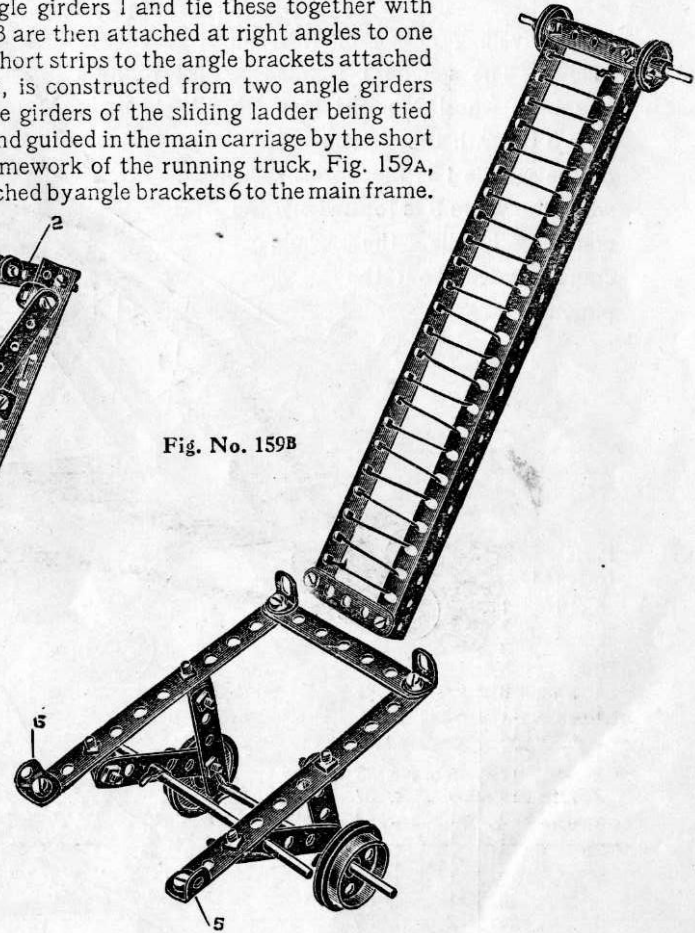 gle girders 1 and tie these together with
3 are then attached at right angles to one
hort strips to the angle brackets attached
, is constructed from two angle girders
e girders of the sliding ladder being tied
nd guided in the main carriage by the short
mework of the running truck, Fig. 159A,
ched by angle brackets 6 to the main frame.
2
Fig. No. 159B
6
5